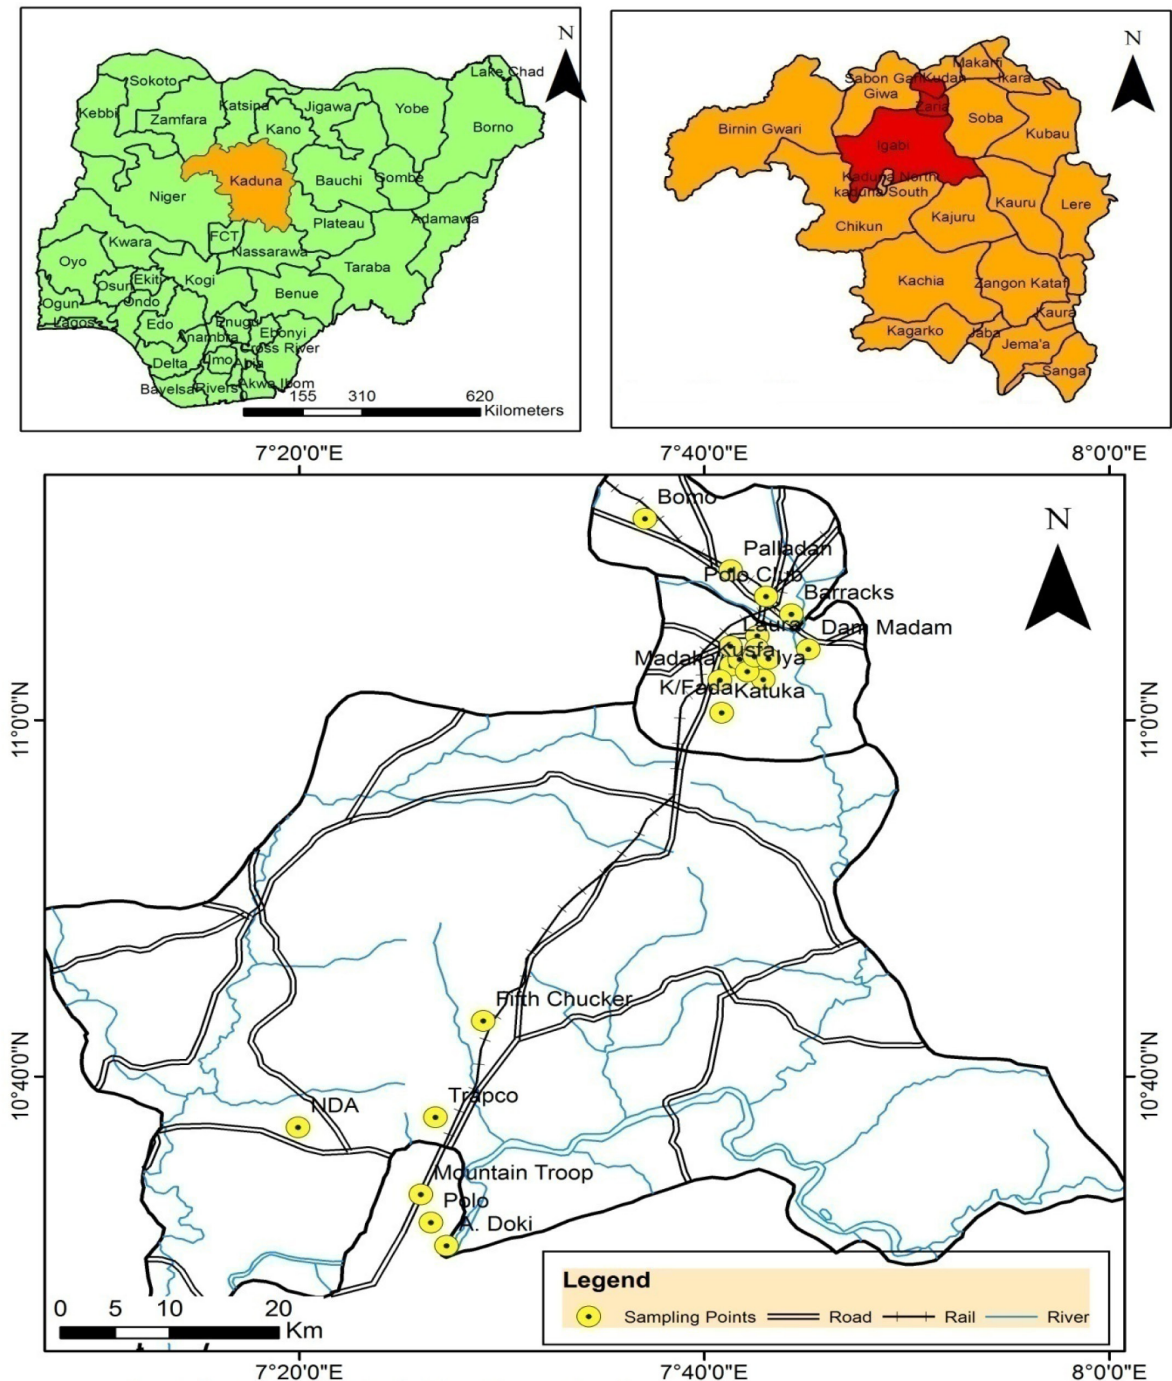 N
Lake Chad
Sokoto
Katsina
Jigawa
Yobe
Kebbi
Zamfara
Kano
Borno
Kaduna
Bauchi
Gombe
Niger
Adamawa
Plateau
FCT
Kwara
Nassarawa
Oyo
Taraba
Osun
Ekiti
Kogi
Benue
Ogun
Ondo
Lagos
Edo
Enugu
Anambra
Ebonyi
Cross River
Delta
Imo
Abia
Bayelsa
Rivers
Akwa Ibom
0 155 310 620
Kilometers
N
Makarfi
Sabon Gari
Kudan
Ikara
Giwa
Zaria
Soba
Birnin Gwari
Kubau
Igabi
Kaduna North
kaduna South
Kauru
Lere
Chikun
Kajuru
Kachia
Zangon Kataf
Kaura
Kagarko
Jaba
Jema'a
Sanga
7°20'0"E 7°40'0"E 8°0'0"E
Bomo
N
Palladan
Polo Club
Barracks
Laura
Dam Madam
Kusfa
Madaka
Iya
K/Fada
Katuka
11°0'0"N
11°0'0"N
Fifth Chucker
10°40'0"N
10°40'0"N
Trapco
NDA
Mountain Troop
Polo
A. Doki
Legend
Sampling Points
Road
Rail
River
0 5 10 20
Km
7°20'0"E 7°40'0"E 8°0'0"E